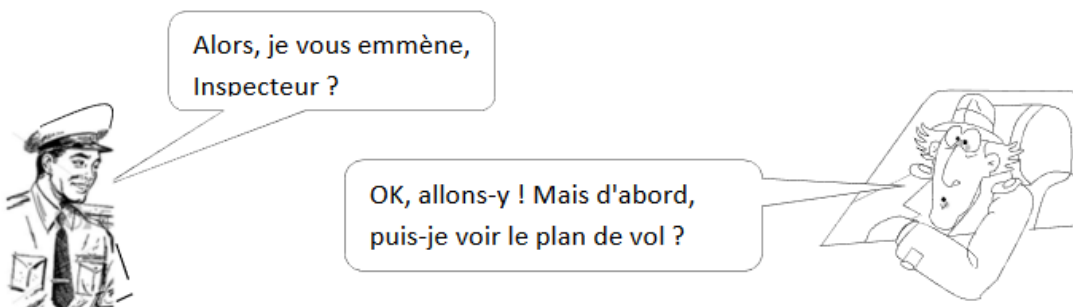 Alors, je vous emmène,
Inspecteur ?
OK, allons-y ! Mais d'abord,
puis-je voir le plan de vol ?